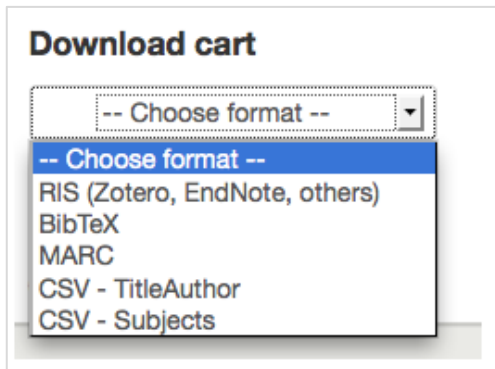 Download cart
-- Choose format --
-- Choose format --
RIS (Zotero, EndNote, others)
BibTeX
MARC
CSV - TitleAuthor
CSV - Subjects